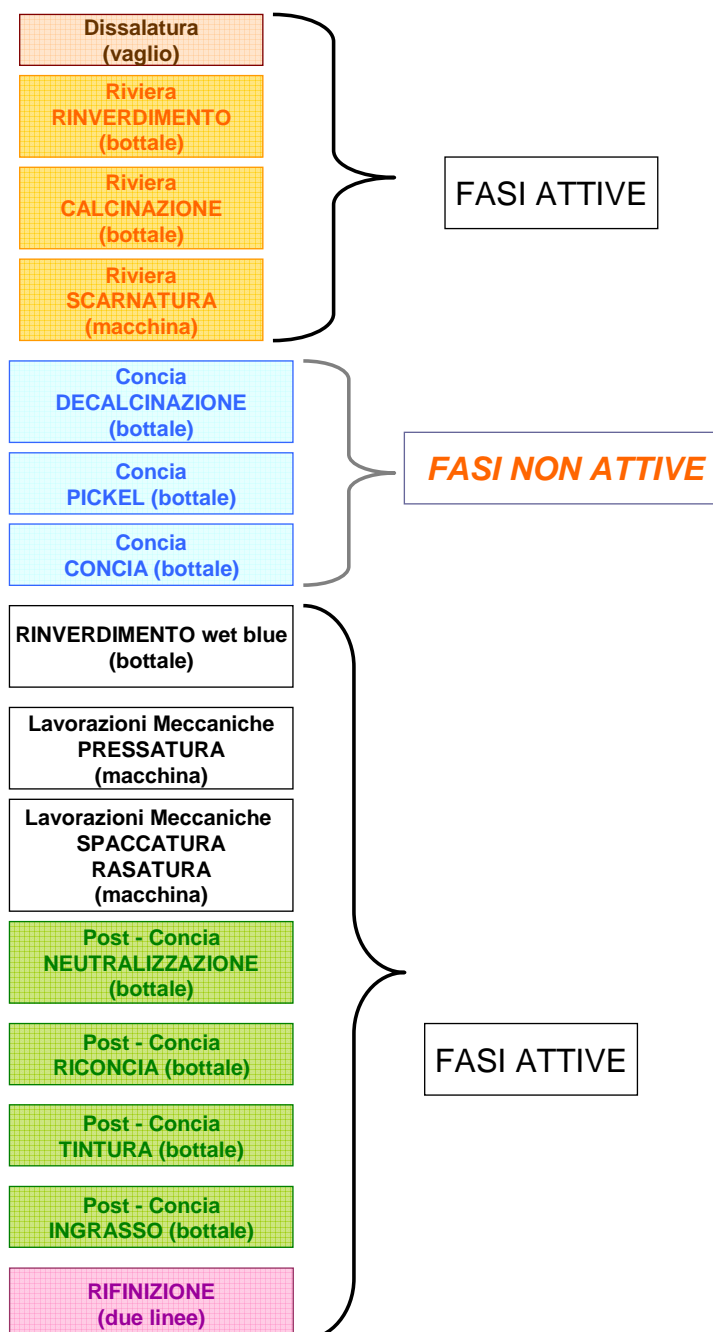 Dissalatura
(vaglio)
Riviera
RINVERDIMENTO
(bottale)
Riviera
CALCINAZIONE
(bottale)
Riviera
SCARNATURA
(macchina)
FASI ATTIVE
Concia
DECALCINAZIONE
(bottale)
Concia
PICKEL (bottale)
Concia
CONCIA (bottale)
FASI NON ATTIVE
RINVERDIMENTO wet blue
(bottale)
Lavorazioni Meccaniche
PRESSATURA
(macchina)
Lavorazioni Meccaniche
SPACCATURA
RASATURA
(macchina)
Post - Concia
NEUTRALIZZAZIONE
(bottale)
Post - Concia
RICONCIA (bottale)
Post - Concia
TINTURA (bottale)
Post - Concia
INGRASSO (bottale)
RIFINIZIONE
(due linee)
FASI ATTIVE